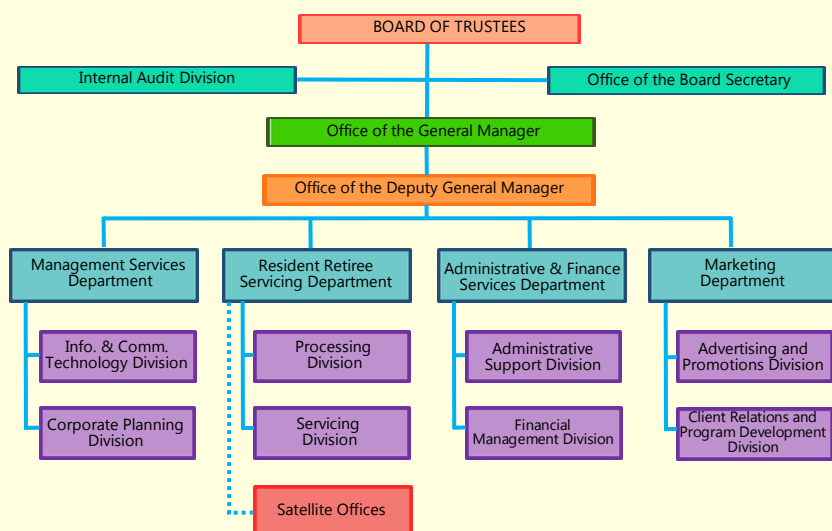 BOARD OF TRUSTEES
Internal Audit Division
Office of the Board Secretary
Office of the General Manager
Office of the Deputy General Manager
Management Services
Department
Resident Retiree
Servicing Department
Administrative & Finance
Services Department
Marketing
Department
Info. & Comm.
Technology Division
Processing
Division
Administrative
Support Division
Advertising and
Promotions Division
Corporate Planning
Division
Servicing
Division
Financial
Management Division
Client Relations and
Program Development
Division
Satellite Offices